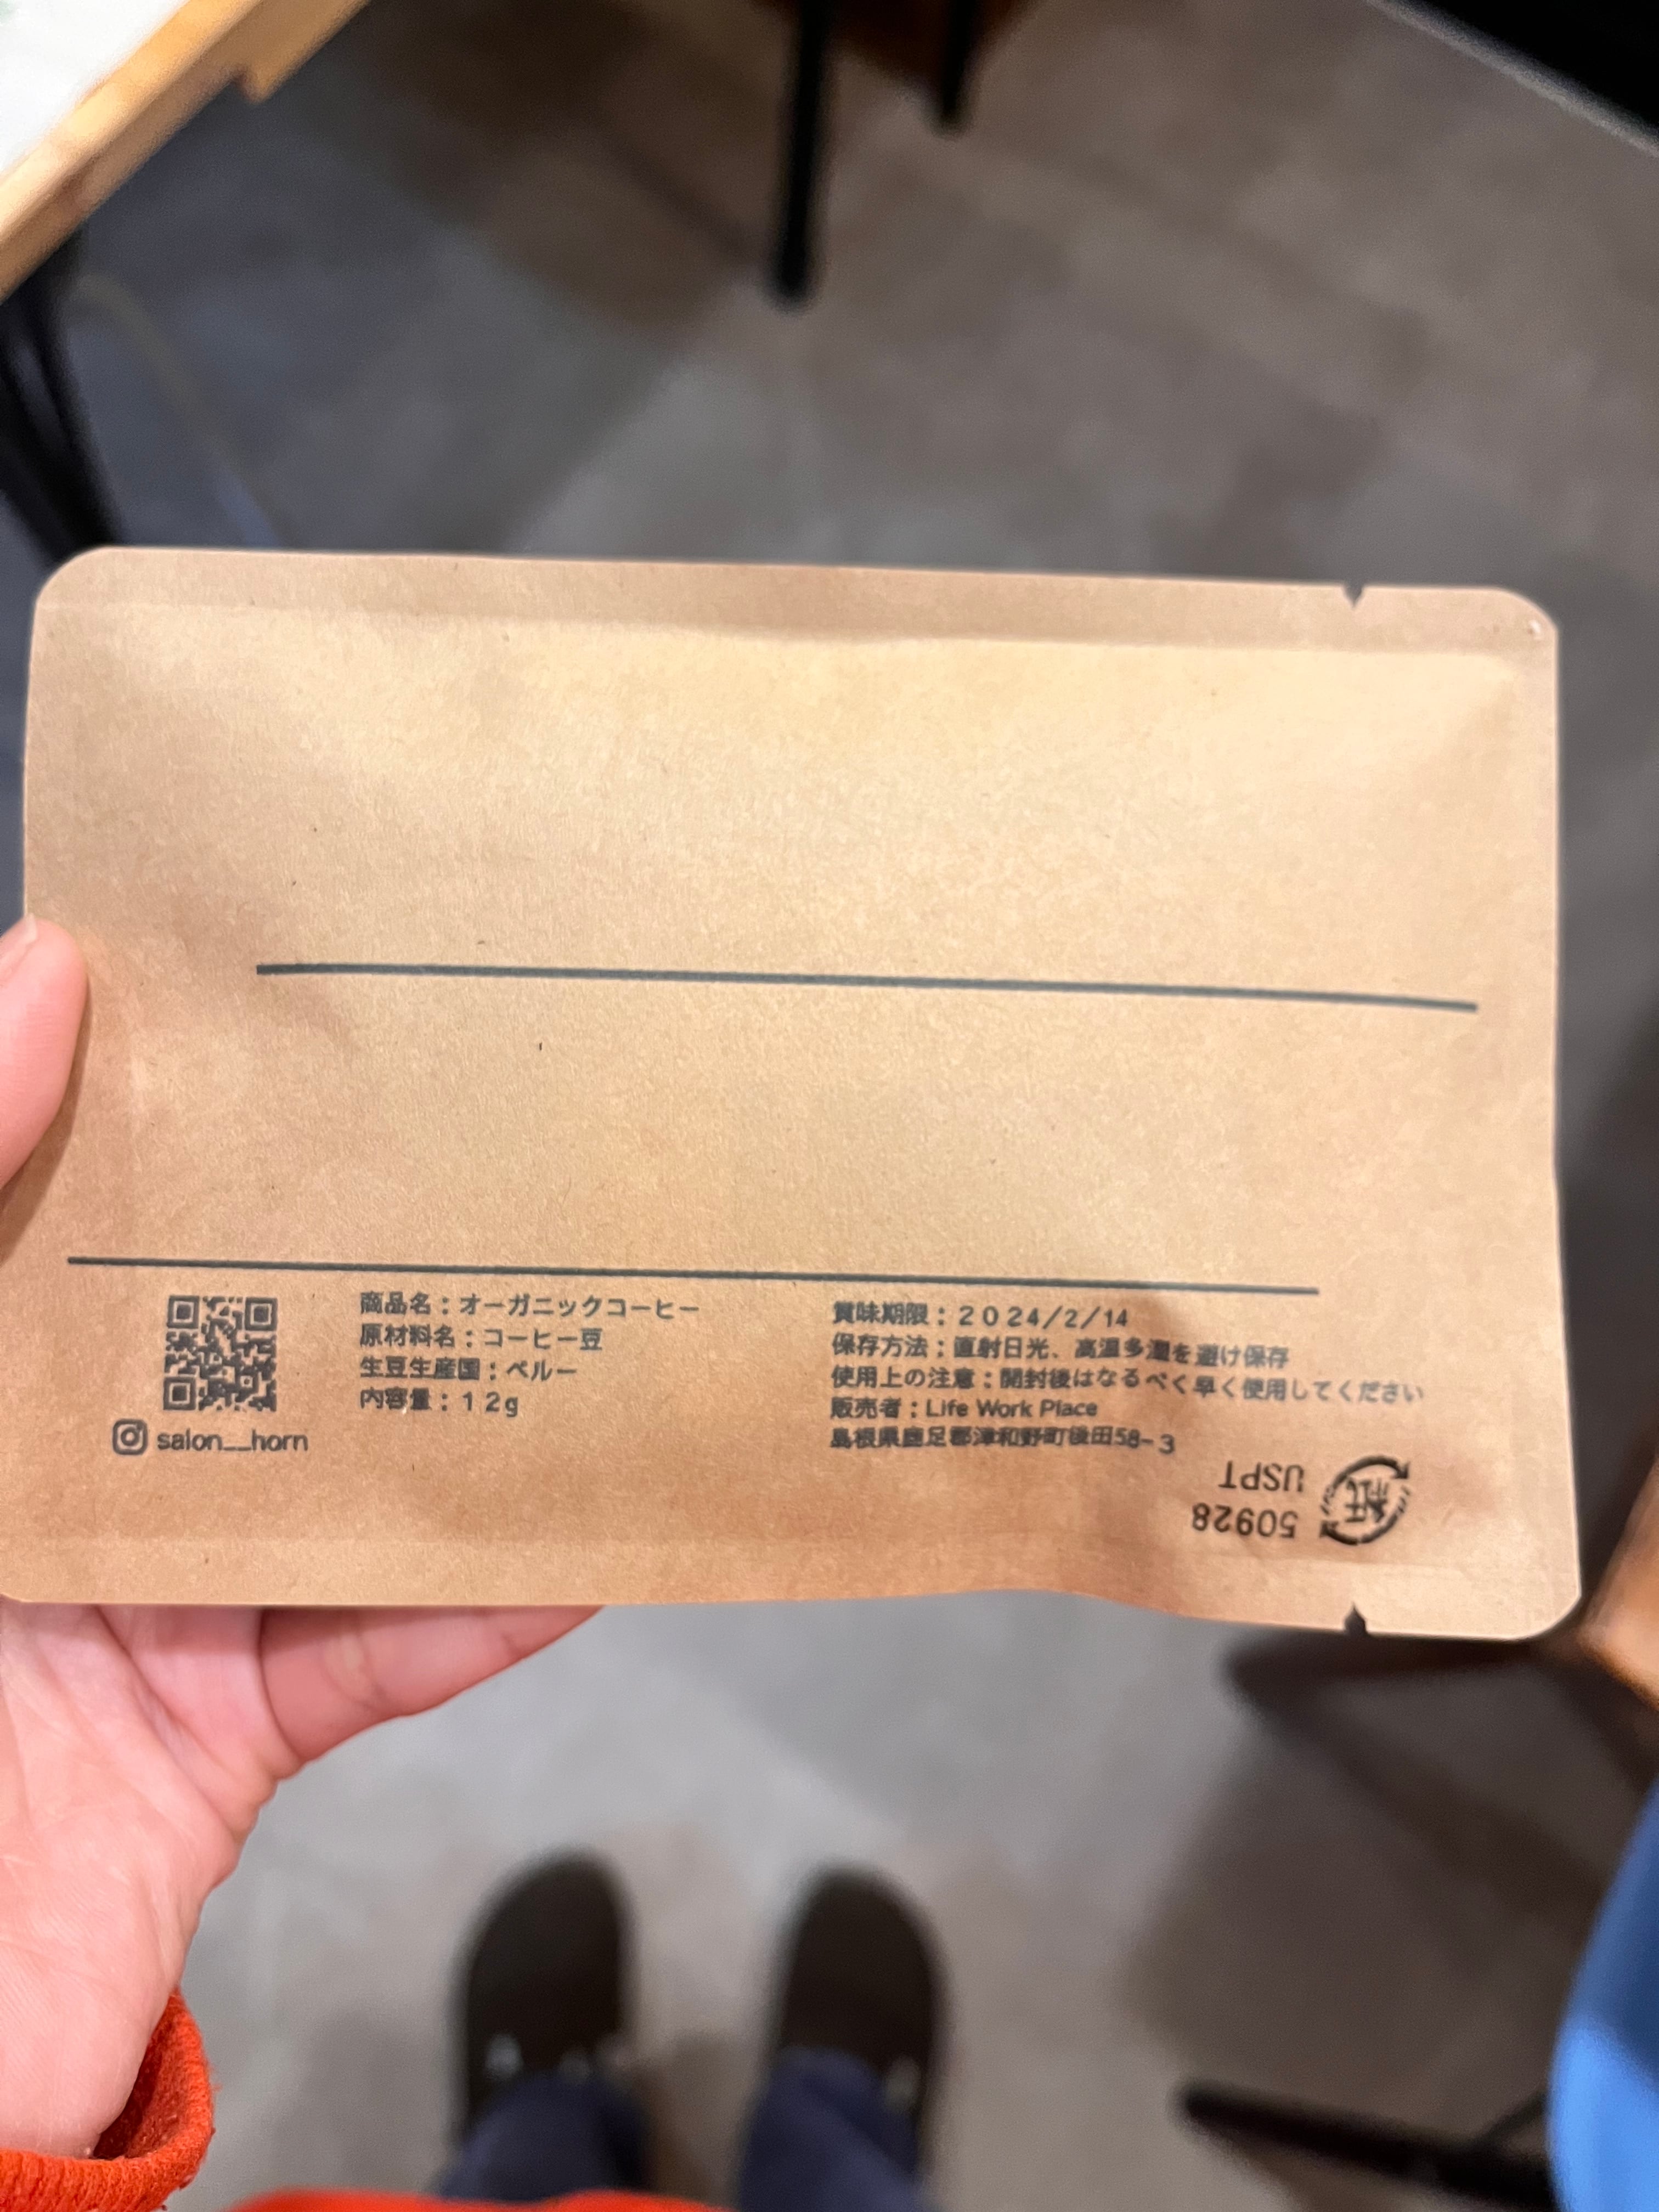 商品名：オーガニックコーヒー
原材料名：コーヒー豆
生豆生産国：ペルー
内容量：１２g
salon__horn
賞味期限：２０２４/２/１４
保存方法：直射日光、高温多湿を避け保存
使用上の注意：開封後はなるべく早く使用してください
販売者：Life Work Place
島根県鹿足郡津和野町後田58-3
紙
USPT
50928